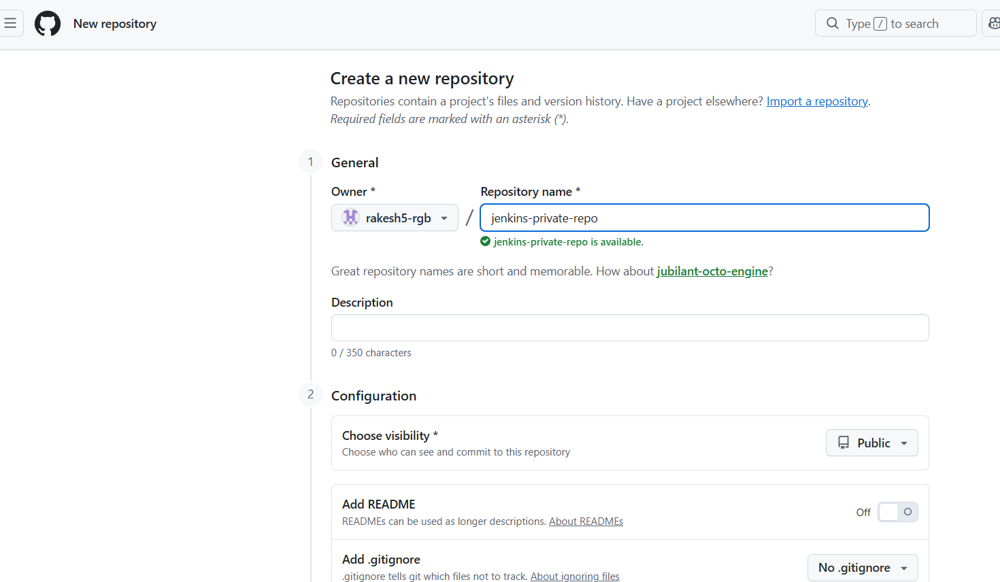 New repository
Type / to search
Create a new repository
Repositories contain a project's files and version history. Have a project elsewhere? Import a repository.
Required fields are marked with an asterisk (*).
1 General
Owner * Repository name *
rakesh5-rgb / jenkins-private-repo
jenkins-private-repo is available.
Great repository names are short and memorable. How about jubilant-octo-engine?
Description
0 / 350 characters
2 Configuration
Choose visibility *
Choose who can see and commit to this repository
Public
Add README
READMEs can be used as longer descriptions. About READMEs
Off
Add .gitignore
.gitignore tells git which files not to track. About ignoring files
No .gitignore